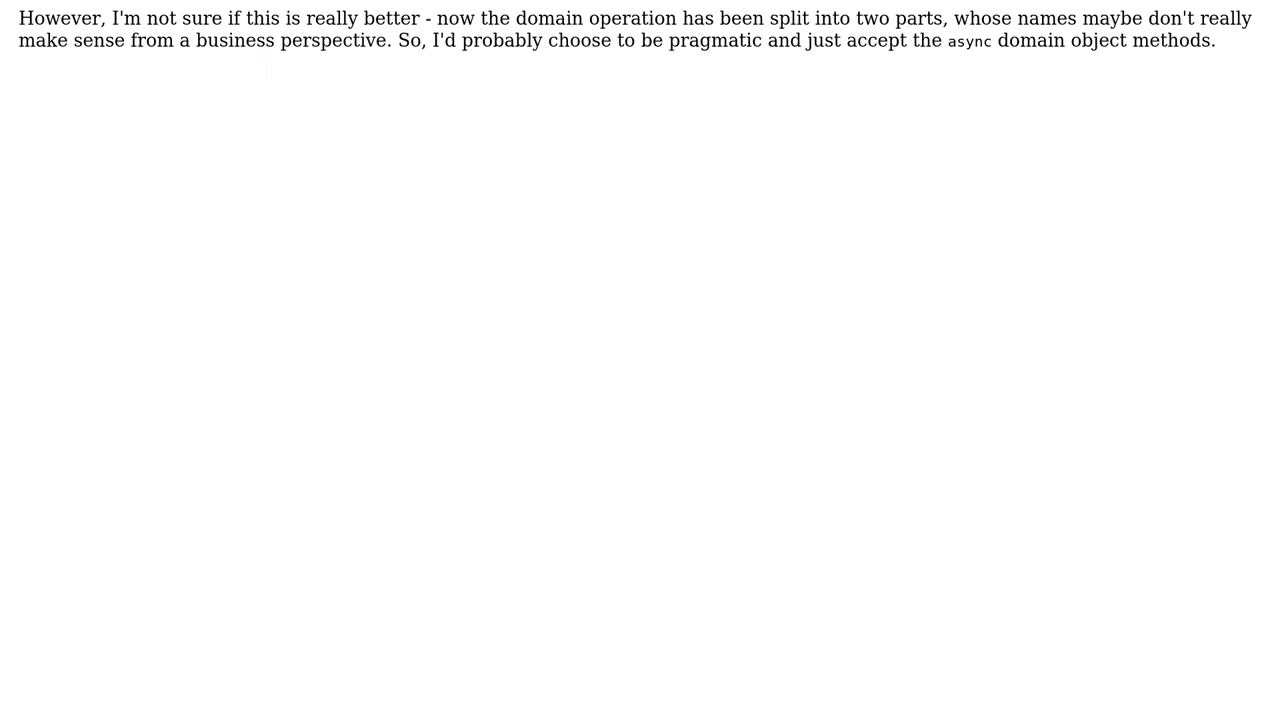 However, I'm not sure if this is really better - now the domain operation has been split into two parts, whose names maybe don't really
make sense from a business perspective. So, I'd probably choose to be pragmatic and just accept the async domain object methods.